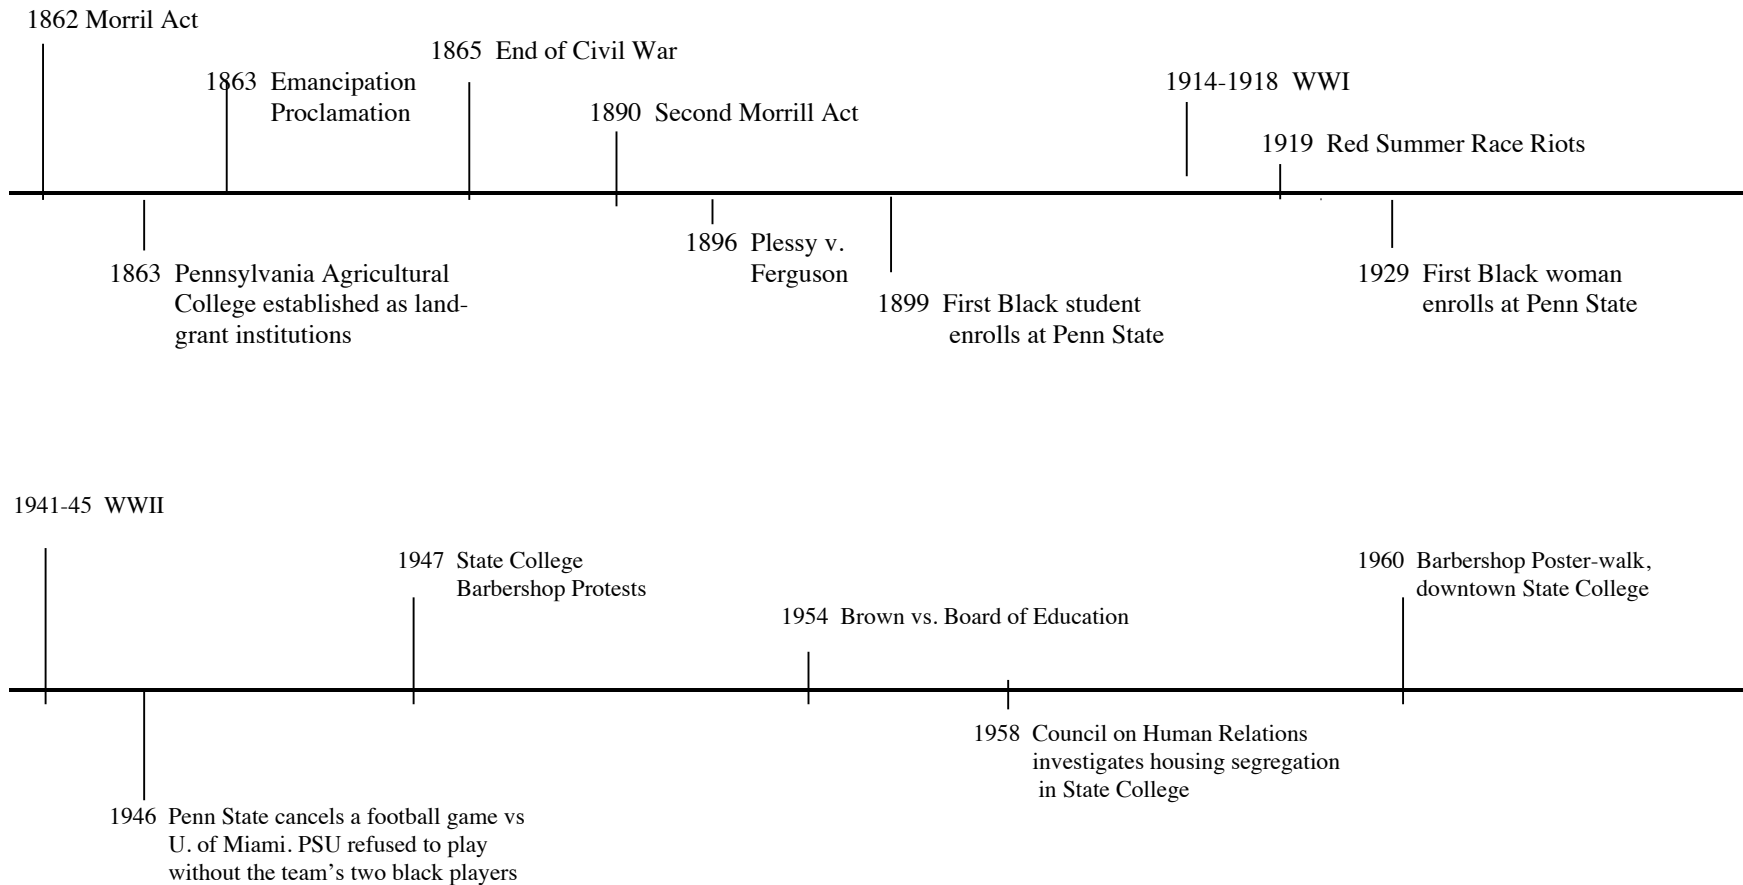 1862 Morril Act
1865 End of Civil War
1863 Emancipation
Proclamation
1890 Second Morrill Act
1914-1918 WWI
1919 Red Summer Race Riots
1863 Pennsylvania Agricultural
College established as land-
grant institutions
1896 Plessy v.
Ferguson
1899 First Black student
enrolls at Penn State
1929 First Black woman
enrolls at Penn State
1941-45 WWII
1947 State College
Barbershop Protests
1954 Brown vs. Board of Education
1960 Barbershop Poster-walk,
downtown State College
1946 Penn State cancels a football game vs
U. of Miami. PSU refused to play
without the team’s two black players
1958 Council on Human Relations
investigates housing segregation
in State College